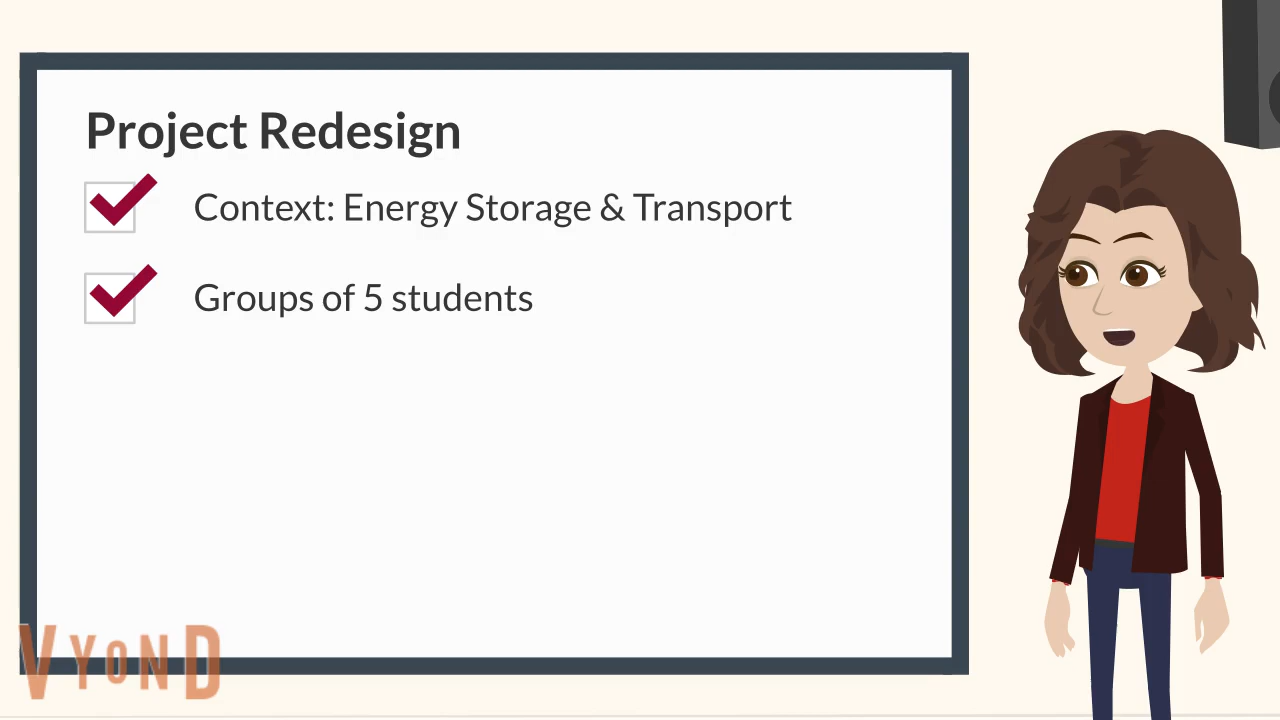 Project Redesign
Context: Energy Storage & Transport
Groups of 5 students
VYOND